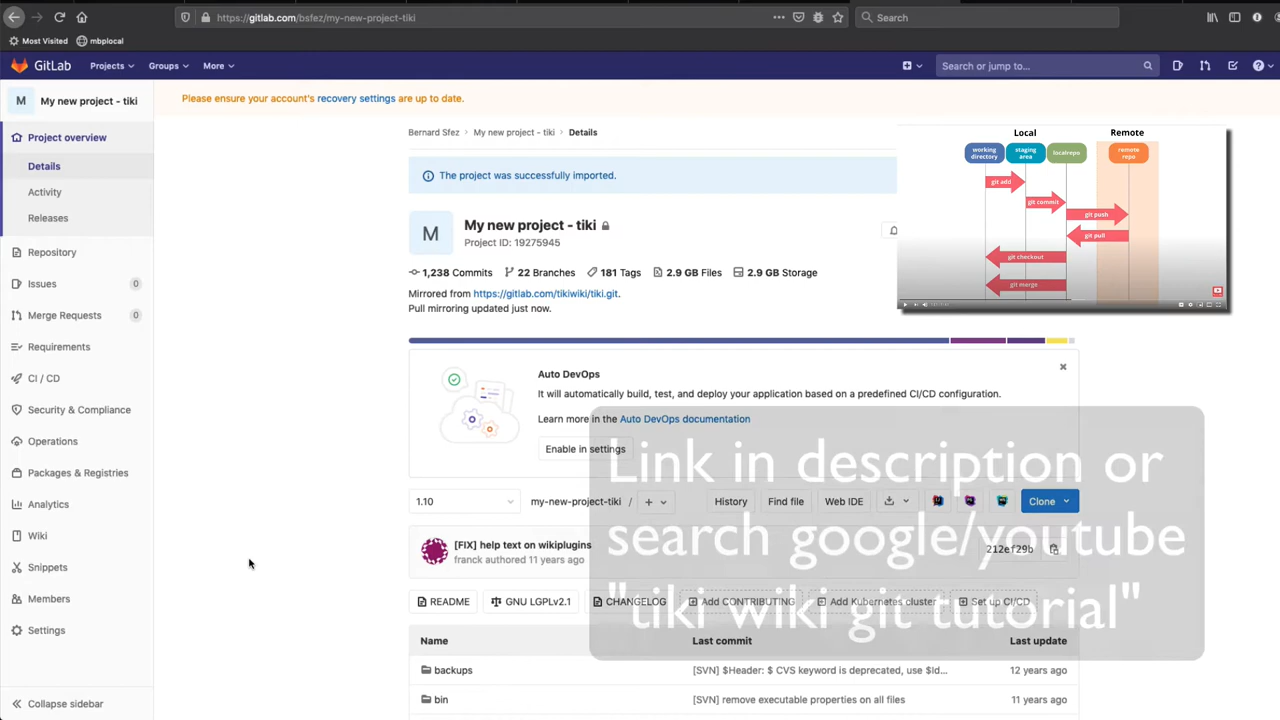 https://gitlab.com/bsfez/my-new-project-tiki
Search
Most Visited
mbplocal
GitLab
Projects
Groups
More
Search or jump to…
M
My new project - tiki
Please ensure your account's recovery settings are up to date.
Project overview
Details
Activity
Releases
Repository
Issues
0
Merge Requests
0
Requirements
CI / CD
Security & Compliance
Operations
Packages & Registries
Analytics
Wiki
Snippets
Members
Settings
Collapse sidebar
Bernard Sfez > My new project - tiki > Details
The project was successfully imported.
M
My new project - tiki
Project ID: 19275945
1,238 Commits
22 Branches
181 Tags
2.9 GB Files
2.9 GB Storage
Mirrored from https://gitlab.com/tikiwiki/tiki.git.
Pull mirroring updated just now.
Local
Remote
working directory
staging area
localrepo
remote repo
git add
git commit
git push
git pull
git checkout
git merge
Auto DevOps
It will automatically build, test, and deploy your application based on a predefined CI/CD configuration.
Learn more in the Auto DevOps documentation
Enable in settings
Link in description or
search google/youtube
"tiki wiki git tutorial"
1.10
my-new-project-tiki /
History
Find file
Web IDE
Clone
[FIX] help text on wikiplugins
franck authored 11 years ago
212ef29b
README
GNU LGPLv2.1
CHANGELOG
Add CONTRIBUTING
Add Kubernetes cluster
Set up CI/CD
Name
Last commit
Last update
backups
[SVN] $Header: $ CVS keyword is deprecated, use $Id...
12 years ago
bin
[SVN] remove executable properties on all files
11 years ago